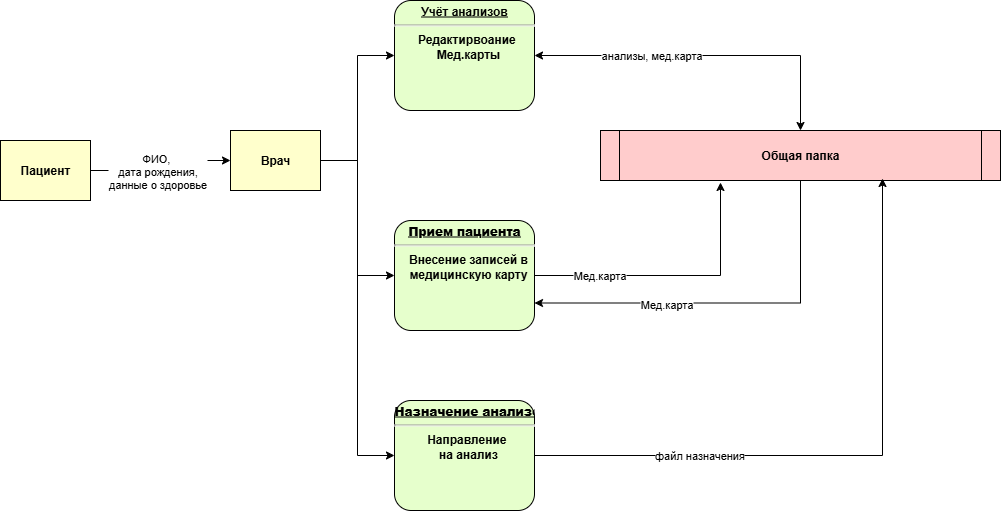 Учёт анализов
Редактирвоание
Мед.карты
анализы, мед.карта
Общая папка
Пациент
ФИО,
дата рождения,
данные о здоровье
Врач
Прием пациента
Внесение записей в
медицинскую карту
Мед.карта
Мед.карта
Назначение анализ
Направление
на анализ
файл назначения